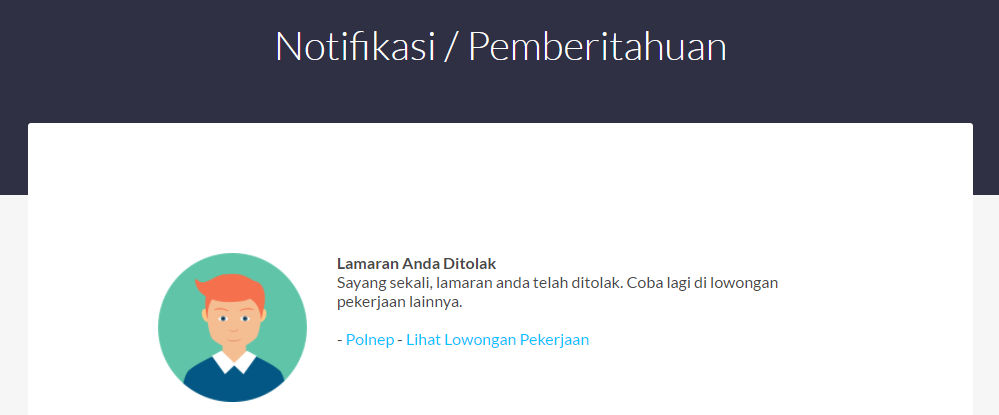 Notifikasi / Pemberitahuan
Lamaran Anda Ditolak
Sayang sekali, lamaran anda telah ditolak. Coba lagi di lowongan
pekerjaan lainnya.
- Polnep - Lihat Lowongan Pekerjaan